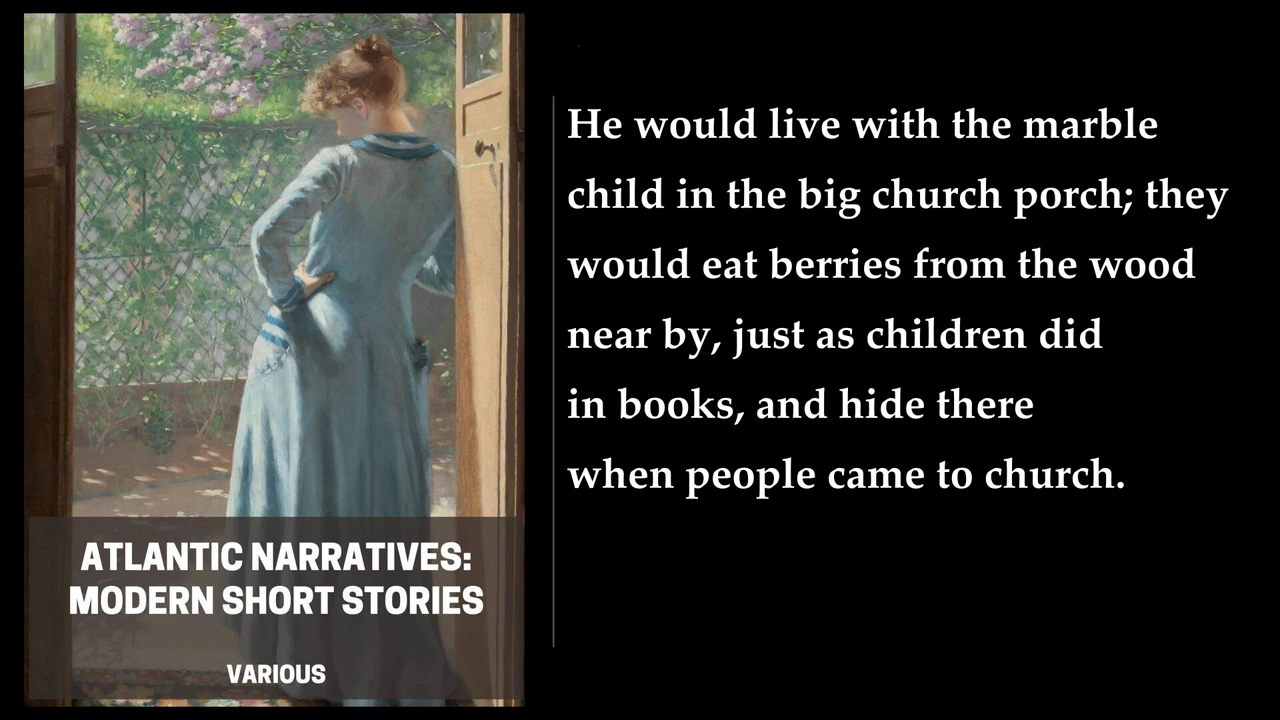 He would live with the marble
child in the big church porch; they
would eat berries from the wood
near by, just as children did
in books, and hide there
when people came to church.
ATLANTIC NARRATIVES:
MODERN SHORT STORIES
VARIOUS